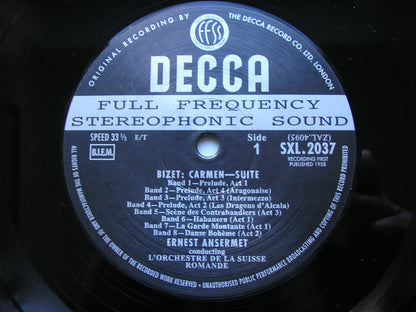 ORIGINAL RECORDING BY
THE DECCA RECORD CO. LTD. LONDON
ffss
DECCA
FULL FREQUENCY
STEREOPHONIC SOUND
SPEED 33⅓ E/T
Side
1
(ZAL.4095)
SXL.2037
B.I.E.M.
RECORDING FIRST
PUBLISHED 1958
BIZET: CARMEN—SUITE
Band 1—Prelude, Act 1
Band 2—Prelude, Act 4 (Aragonaise)
Band 3—Prelude, Act 3 (Intermezzo)
Band 4—Prelude, Act 2 (Les Dragons d'Alcala)
Band 5—Scène des Contrabandiers (Act 3)
Band 6—Habanera (Act 1)
Band 7—La Garde Montante (Act 1)
Band 8—Danse Bohème (Act 2)
ERNEST ANSERMET
conducting
L'ORCHESTRE DE LA SUISSE
ROMANDE
ALL RIGHTS OF THE MANUFACTURER AND OF THE OWNER OF THE RECORDED WORK RESERVED • UNAUTHORISED PUBLIC PERFORMANCE BROADCASTING AND COPYING OF THIS RECORD PROHIBITED